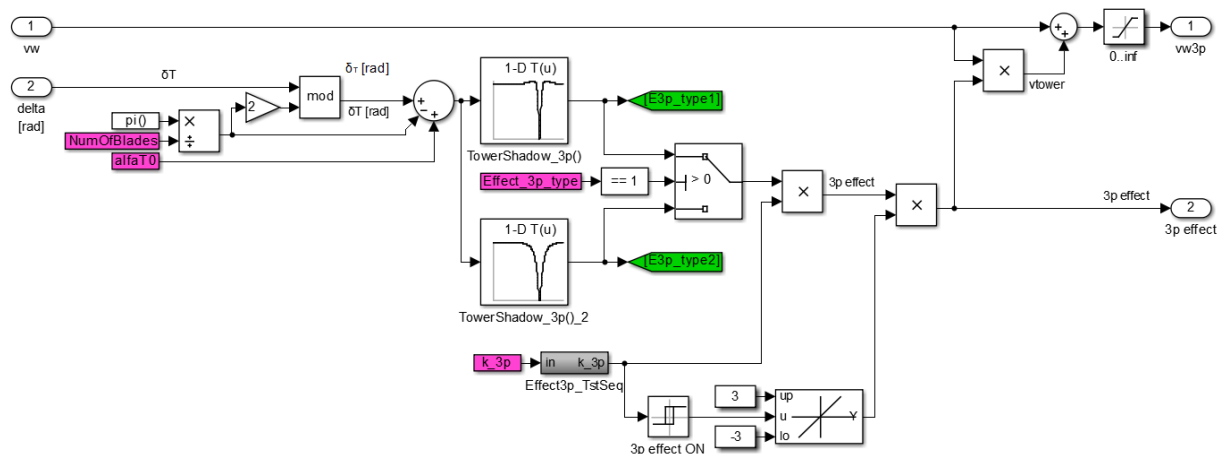 1
vw
2
delta
[rad]
δT
pi()
NumOfBlades
alfaT0
×
÷
2
mod
δT [rad]
δT [rad]
+
−
+
1-D T(u)
TowerShadow_3p()
[E3p_type1]
Effect_3p_type
== 1
> 0
1-D T(u)
TowerShadow_3p()_2
[E3p_type2]
k_3p
in k_3p
Effect3p_TstSeq
3p effect ON
3
-3
up
u
lo
Y
×
3p effect
×
×
vtower
+
+
0..inf
1
vw3p
3p effect
2
3p effect